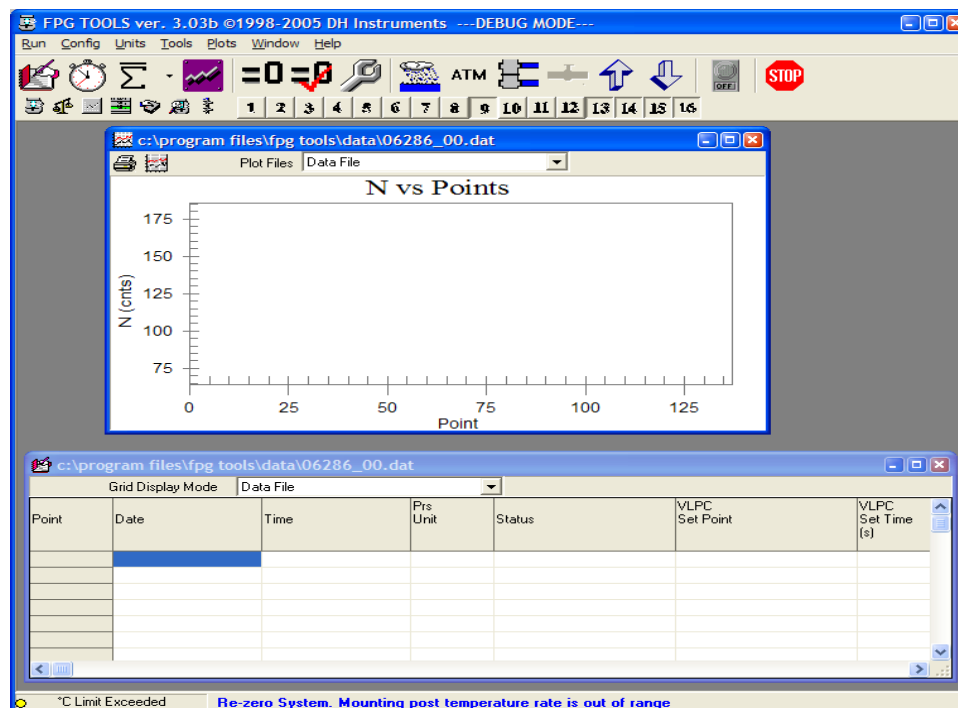 FPG TOOLS ver. 3.03b ©1998-2005 DH Instruments ---DEBUG MODE---
Run Config Units Tools Plots Window Help
=0 =0 ATM OFF STOP
1 2 3 4 5 6 7 8 9 10 11 12 13 14 15 16
c:\program files\fpg tools\data\06286_00.dat
Plot Files Data File
N vs Points
175
150
125
100
75
N (cnts)
0 25 50 75 100 125
Point
c:\program files\fpg tools\data\06286_00.dat
Grid Display Mode Data File
Point Date Time Prs Unit Status VLPC Set Point VLPC Set Time (s)
°C Limit Exceeded Re-zero System. Mounting post temperature rate is out of range